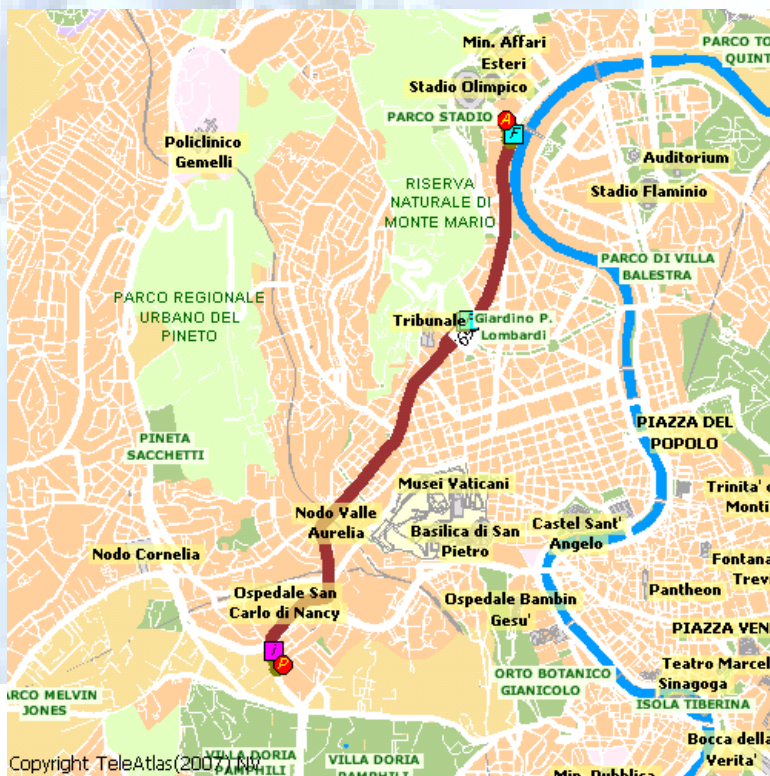 Min. Affari
Esteri
PARCO TO
QUINT
Stadio Olimpico
PARCO STADIO
A
F
Policlinico
Gemelli
Auditorium
Stadio Flaminio
RISERVA
NATURALE DI
MONTE MARIO
PARCO DI VILLA
BALESTRA
PARCO REGIONALE
URBANO DEL
PINETO
Tribunale
Giardino P.
Lombardi
PIAZZA DEL
POPOLO
PINETA
SACCHETTI
Musei Vaticani
Trinita'
Monti
Nodo Valle
Aurelia
Castel Sant'
Angelo
Basilica di San
Pietro
Nodo Cornelia
Fontana
Trevi
Pantheon
Ospedale San
Carlo di Nancy
Ospedale Bambin
Gesu'
PIAZZA VENE
I
P
Teatro Marcel
Sinagoga
ORTO BOTANICO
GIANICOLO
ARCO MELVIN
JONES
ISOLA TIBERINA
Bocca della
Verita'
VILLA DORIA
PAMPHILI
VILLA DORIA
PAMPHILI
Min. Pubblica
Copyright TeleAtlas(2007) NV